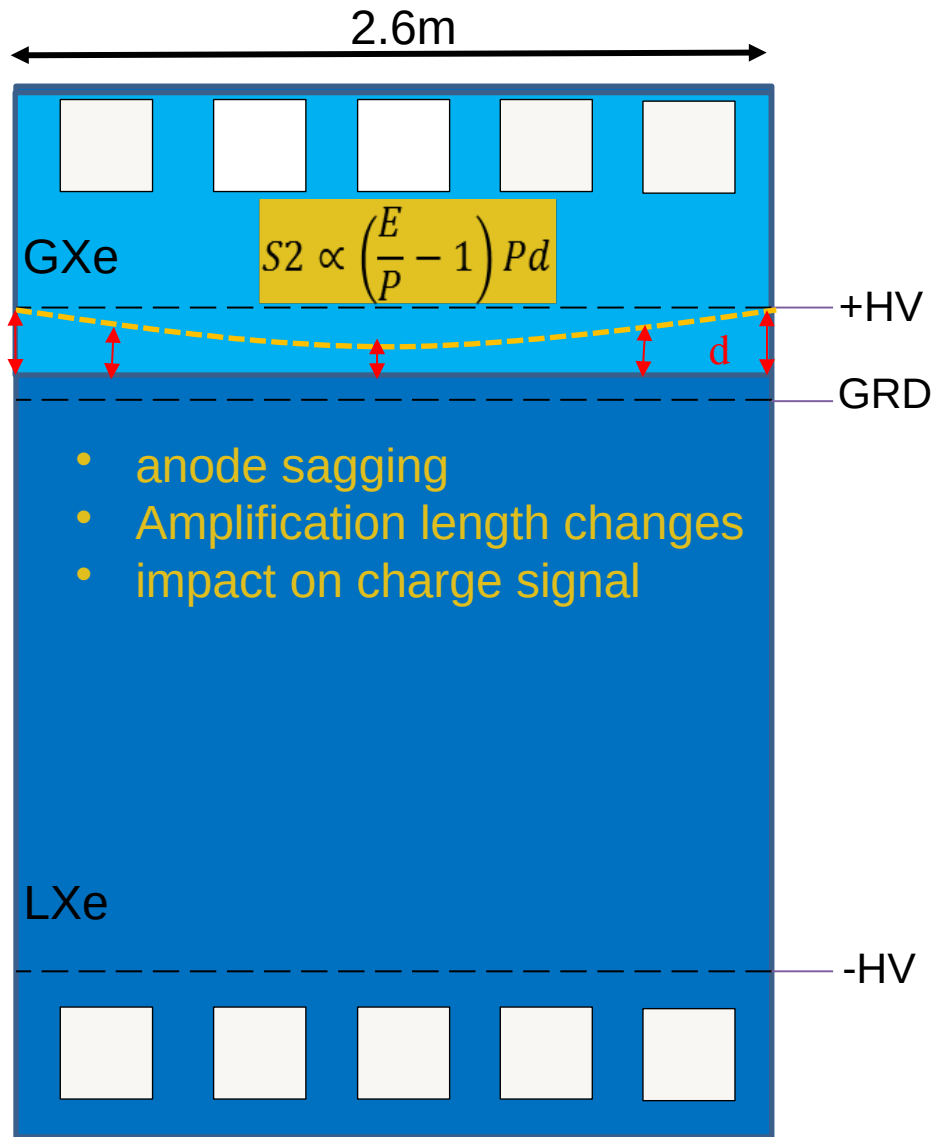 2.6m
S2 ∝ (E/P − 1) Pd
GXe
+HV
d
GRD
• anode sagging
• Amplification length changes
• impact on charge signal
LXe
-HV